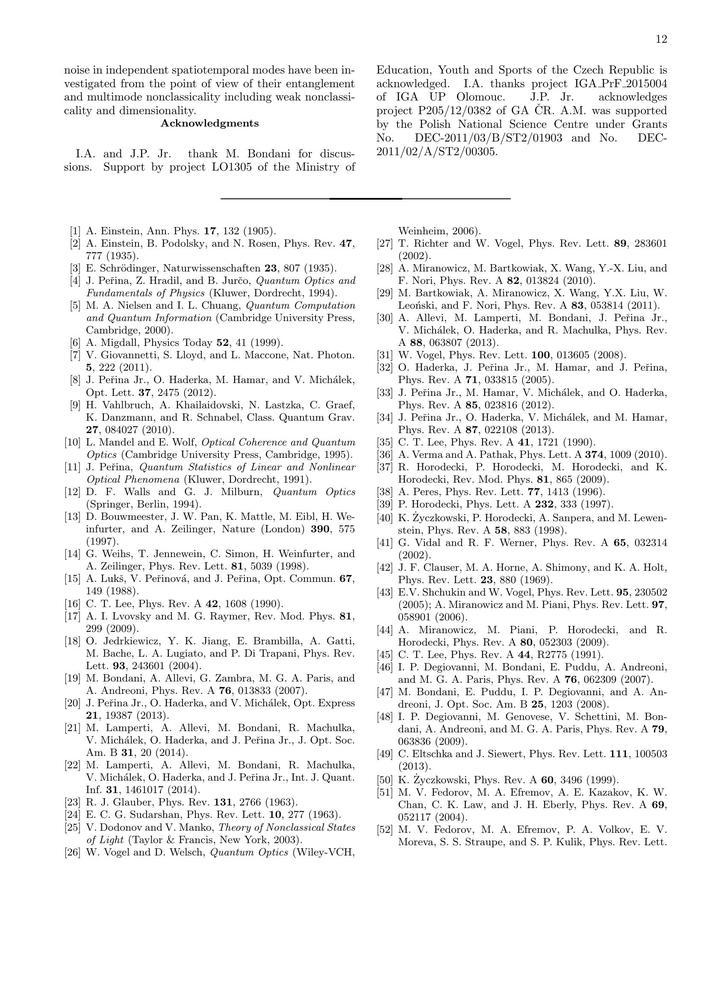 12
noise in independent spatiotemporal modes have been in-
vestigated from the point of view of their entanglement
and multimode nonclassicality including weak nonclassi-
cality and dimensionality.
Acknowledgments
I.A. and J.P. Jr. thank M. Bondani for discus-
sions. Support by project LO1305 of the Ministry of
Education, Youth and Sports of the Czech Republic is
acknowledged. I.A. thanks project IGA_PrF_2015004
of IGA UP Olomouc. J.P. Jr. acknowledges
project P205/12/0382 of GA ČR. A.M. was supported
by the Polish National Science Centre under Grants
No. DEC-2011/03/B/ST2/01903 and No. DEC-
2011/02/A/ST2/00305.
[1] A. Einstein, Ann. Phys. 17, 132 (1905).
[2] A. Einstein, B. Podolsky, and N. Rosen, Phys. Rev. 47,
777 (1935).
[3] E. Schrödinger, Naturwissenschaften 23, 807 (1935).
[4] J. Peřina, Z. Hradil, and B. Jurčo, Quantum Optics and
Fundamentals of Physics (Kluwer, Dordrecht, 1994).
[5] M. A. Nielsen and I. L. Chuang, Quantum Computation
and Quantum Information (Cambridge University Press,
Cambridge, 2000).
[6] A. Migdall, Physics Today 52, 41 (1999).
[7] V. Giovannetti, S. Lloyd, and L. Maccone, Nat. Photon.
5, 222 (2011).
[8] J. Peřina Jr., O. Haderka, M. Hamar, and V. Michálek,
Opt. Lett. 37, 2475 (2012).
[9] H. Vahlbruch, A. Khailaidovski, N. Lastzka, C. Graef,
K. Danzmann, and R. Schnabel, Class. Quantum Grav.
27, 084027 (2010).
[10] L. Mandel and E. Wolf, Optical Coherence and Quantum
Optics (Cambridge University Press, Cambridge, 1995).
[11] J. Peřina, Quantum Statistics of Linear and Nonlinear
Optical Phenomena (Kluwer, Dordrecht, 1991).
[12] D. F. Walls and G. J. Milburn, Quantum Optics
(Springer, Berlin, 1994).
[13] D. Bouwmeester, J. W. Pan, K. Mattle, M. Eibl, H. We-
infurter, and A. Zeilinger, Nature (London) 390, 575
(1997).
[14] G. Weihs, T. Jennewein, C. Simon, H. Weinfurter, and
A. Zeilinger, Phys. Rev. Lett. 81, 5039 (1998).
[15] A. Lukš, V. Peřinová, and J. Peřina, Opt. Commun. 67,
149 (1988).
[16] C. T. Lee, Phys. Rev. A 42, 1608 (1990).
[17] A. I. Lvovsky and M. G. Raymer, Rev. Mod. Phys. 81,
299 (2009).
[18] O. Jedrkiewicz, Y. K. Jiang, E. Brambilla, A. Gatti,
M. Bache, L. A. Lugiato, and P. Di Trapani, Phys. Rev.
Lett. 93, 243601 (2004).
[19] M. Bondani, A. Allevi, G. Zambra, M. G. A. Paris, and
A. Andreoni, Phys. Rev. A 76, 013833 (2007).
[20] J. Peřina Jr., O. Haderka, and V. Michálek, Opt. Express
21, 19387 (2013).
[21] M. Lamperti, A. Allevi, M. Bondani, R. Machulka,
V. Michálek, O. Haderka, and J. Peřina Jr., J. Opt. Soc.
Am. B 31, 20 (2014).
[22] M. Lamperti, A. Allevi, M. Bondani, R. Machulka,
V. Michálek, O. Haderka, and J. Peřina Jr., Int. J. Quant.
Inf. 31, 1461017 (2014).
[23] R. J. Glauber, Phys. Rev. 131, 2766 (1963).
[24] E. C. G. Sudarshan, Phys. Rev. Lett. 10, 277 (1963).
[25] V. Dodonov and V. Manko, Theory of Nonclassical States
of Light (Taylor & Francis, New York, 2003).
[26] W. Vogel and D. Welsch, Quantum Optics (Wiley-VCH,
Weinheim, 2006).
[27] T. Richter and W. Vogel, Phys. Rev. Lett. 89, 283601
(2002).
[28] A. Miranowicz, M. Bartkowiak, X. Wang, Y.-X. Liu, and
F. Nori, Phys. Rev. A 82, 013824 (2010).
[29] M. Bartkowiak, A. Miranowicz, X. Wang, Y.X. Liu, W.
Leoński, and F. Nori, Phys. Rev. A 83, 053814 (2011).
[30] A. Allevi, M. Lamperti, M. Bondani, J. Peřina Jr.,
V. Michálek, O. Haderka, and R. Machulka, Phys. Rev.
A 88, 063807 (2013).
[31] W. Vogel, Phys. Rev. Lett. 100, 013605 (2008).
[32] O. Haderka, J. Peřina Jr., M. Hamar, and J. Peřina,
Phys. Rev. A 71, 033815 (2005).
[33] J. Peřina Jr., M. Hamar, V. Michálek, and O. Haderka,
Phys. Rev. A 85, 023816 (2012).
[34] J. Peřina Jr., O. Haderka, V. Michálek, and M. Hamar,
Phys. Rev. A 87, 022108 (2013).
[35] C. T. Lee, Phys. Rev. A 41, 1721 (1990).
[36] A. Verma and A. Pathak, Phys. Lett. A 374, 1009 (2010).
[37] R. Horodecki, P. Horodecki, M. Horodecki, and K.
Horodecki, Rev. Mod. Phys. 81, 865 (2009).
[38] A. Peres, Phys. Rev. Lett. 77, 1413 (1996).
[39] P. Horodecki, Phys. Lett. A 232, 333 (1997).
[40] K. Życzkowski, P. Horodecki, A. Sanpera, and M. Lewen-
stein, Phys. Rev. A 58, 883 (1998).
[41] G. Vidal and R. F. Werner, Phys. Rev. A 65, 032314
(2002).
[42] J. F. Clauser, M. A. Horne, A. Shimony, and K. A. Holt,
Phys. Rev. Lett. 23, 880 (1969).
[43] E.V. Shchukin and W. Vogel, Phys. Rev. Lett. 95, 230502
(2005); A. Miranowicz and M. Piani, Phys. Rev. Lett. 97,
058901 (2006).
[44] A. Miranowicz, M. Piani, P. Horodecki, and R.
Horodecki, Phys. Rev. A 80, 052303 (2009).
[45] C. T. Lee, Phys. Rev. A 44, R2775 (1991).
[46] I. P. Degiovanni, M. Bondani, E. Puddu, A. Andreoni,
and M. G. A. Paris, Phys. Rev. A 76, 062309 (2007).
[47] M. Bondani, E. Puddu, I. P. Degiovanni, and A. An-
dreoni, J. Opt. Soc. Am. B 25, 1203 (2008).
[48] I. P. Degiovanni, M. Genovese, V. Schettini, M. Bon-
dani, A. Andreoni, and M. G. A. Paris, Phys. Rev. A 79,
063836 (2009).
[49] C. Eltschka and J. Siewert, Phys. Rev. Lett. 111, 100503
(2013).
[50] K. Życzkowski, Phys. Rev. A 60, 3496 (1999).
[51] M. V. Fedorov, M. A. Efremov, A. E. Kazakov, K. W.
Chan, C. K. Law, and J. H. Eberly, Phys. Rev. A 69,
052117 (2004).
[52] M. V. Fedorov, M. A. Efremov, P. A. Volkov, E. V.
Moreva, S. S. Straupe, and S. P. Kulik, Phys. Rev. Lett.